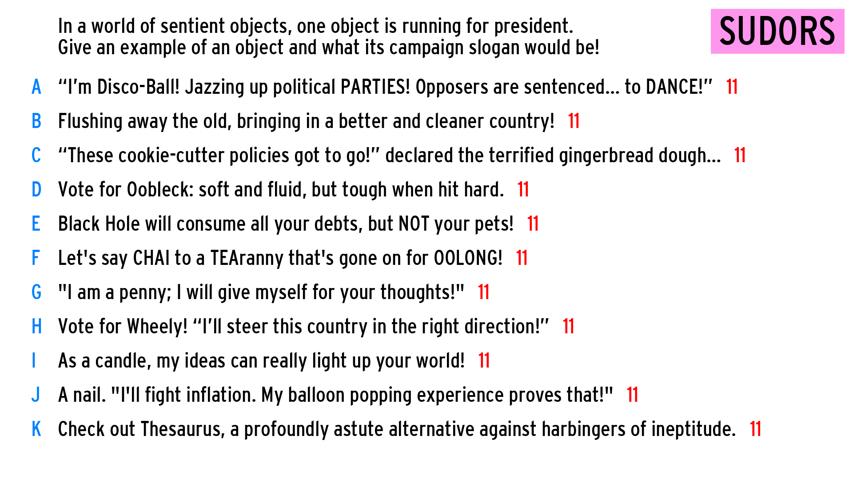 In a world of sentient objects, one object is running for president.
Give an example of an object and what its campaign slogan would be!
SUDORS
A “I’m Disco-Ball! Jazzing up political PARTIES! Opposers are sentenced... to DANCE!” 11
B Flushing away the old, bringing in a better and cleaner country! 11
C “These cookie-cutter policies got to go!” declared the terrified gingerbread dough... 11
D Vote for Oobleck: soft and fluid, but tough when hit hard. 11
E Black Hole will consume all your debts, but NOT your pets! 11
F Let's say CHAI to a TEAranny that's gone on for OOLONG! 11
G "I am a penny; I will give myself for your thoughts!" 11
H Vote for Wheely! “I’ll steer this country in the right direction!” 11
I As a candle, my ideas can really light up your world! 11
J A nail. "I'll fight inflation. My balloon popping experience proves that!" 11
K Check out Thesaurus, a profoundly astute alternative against harbingers of ineptitude. 11